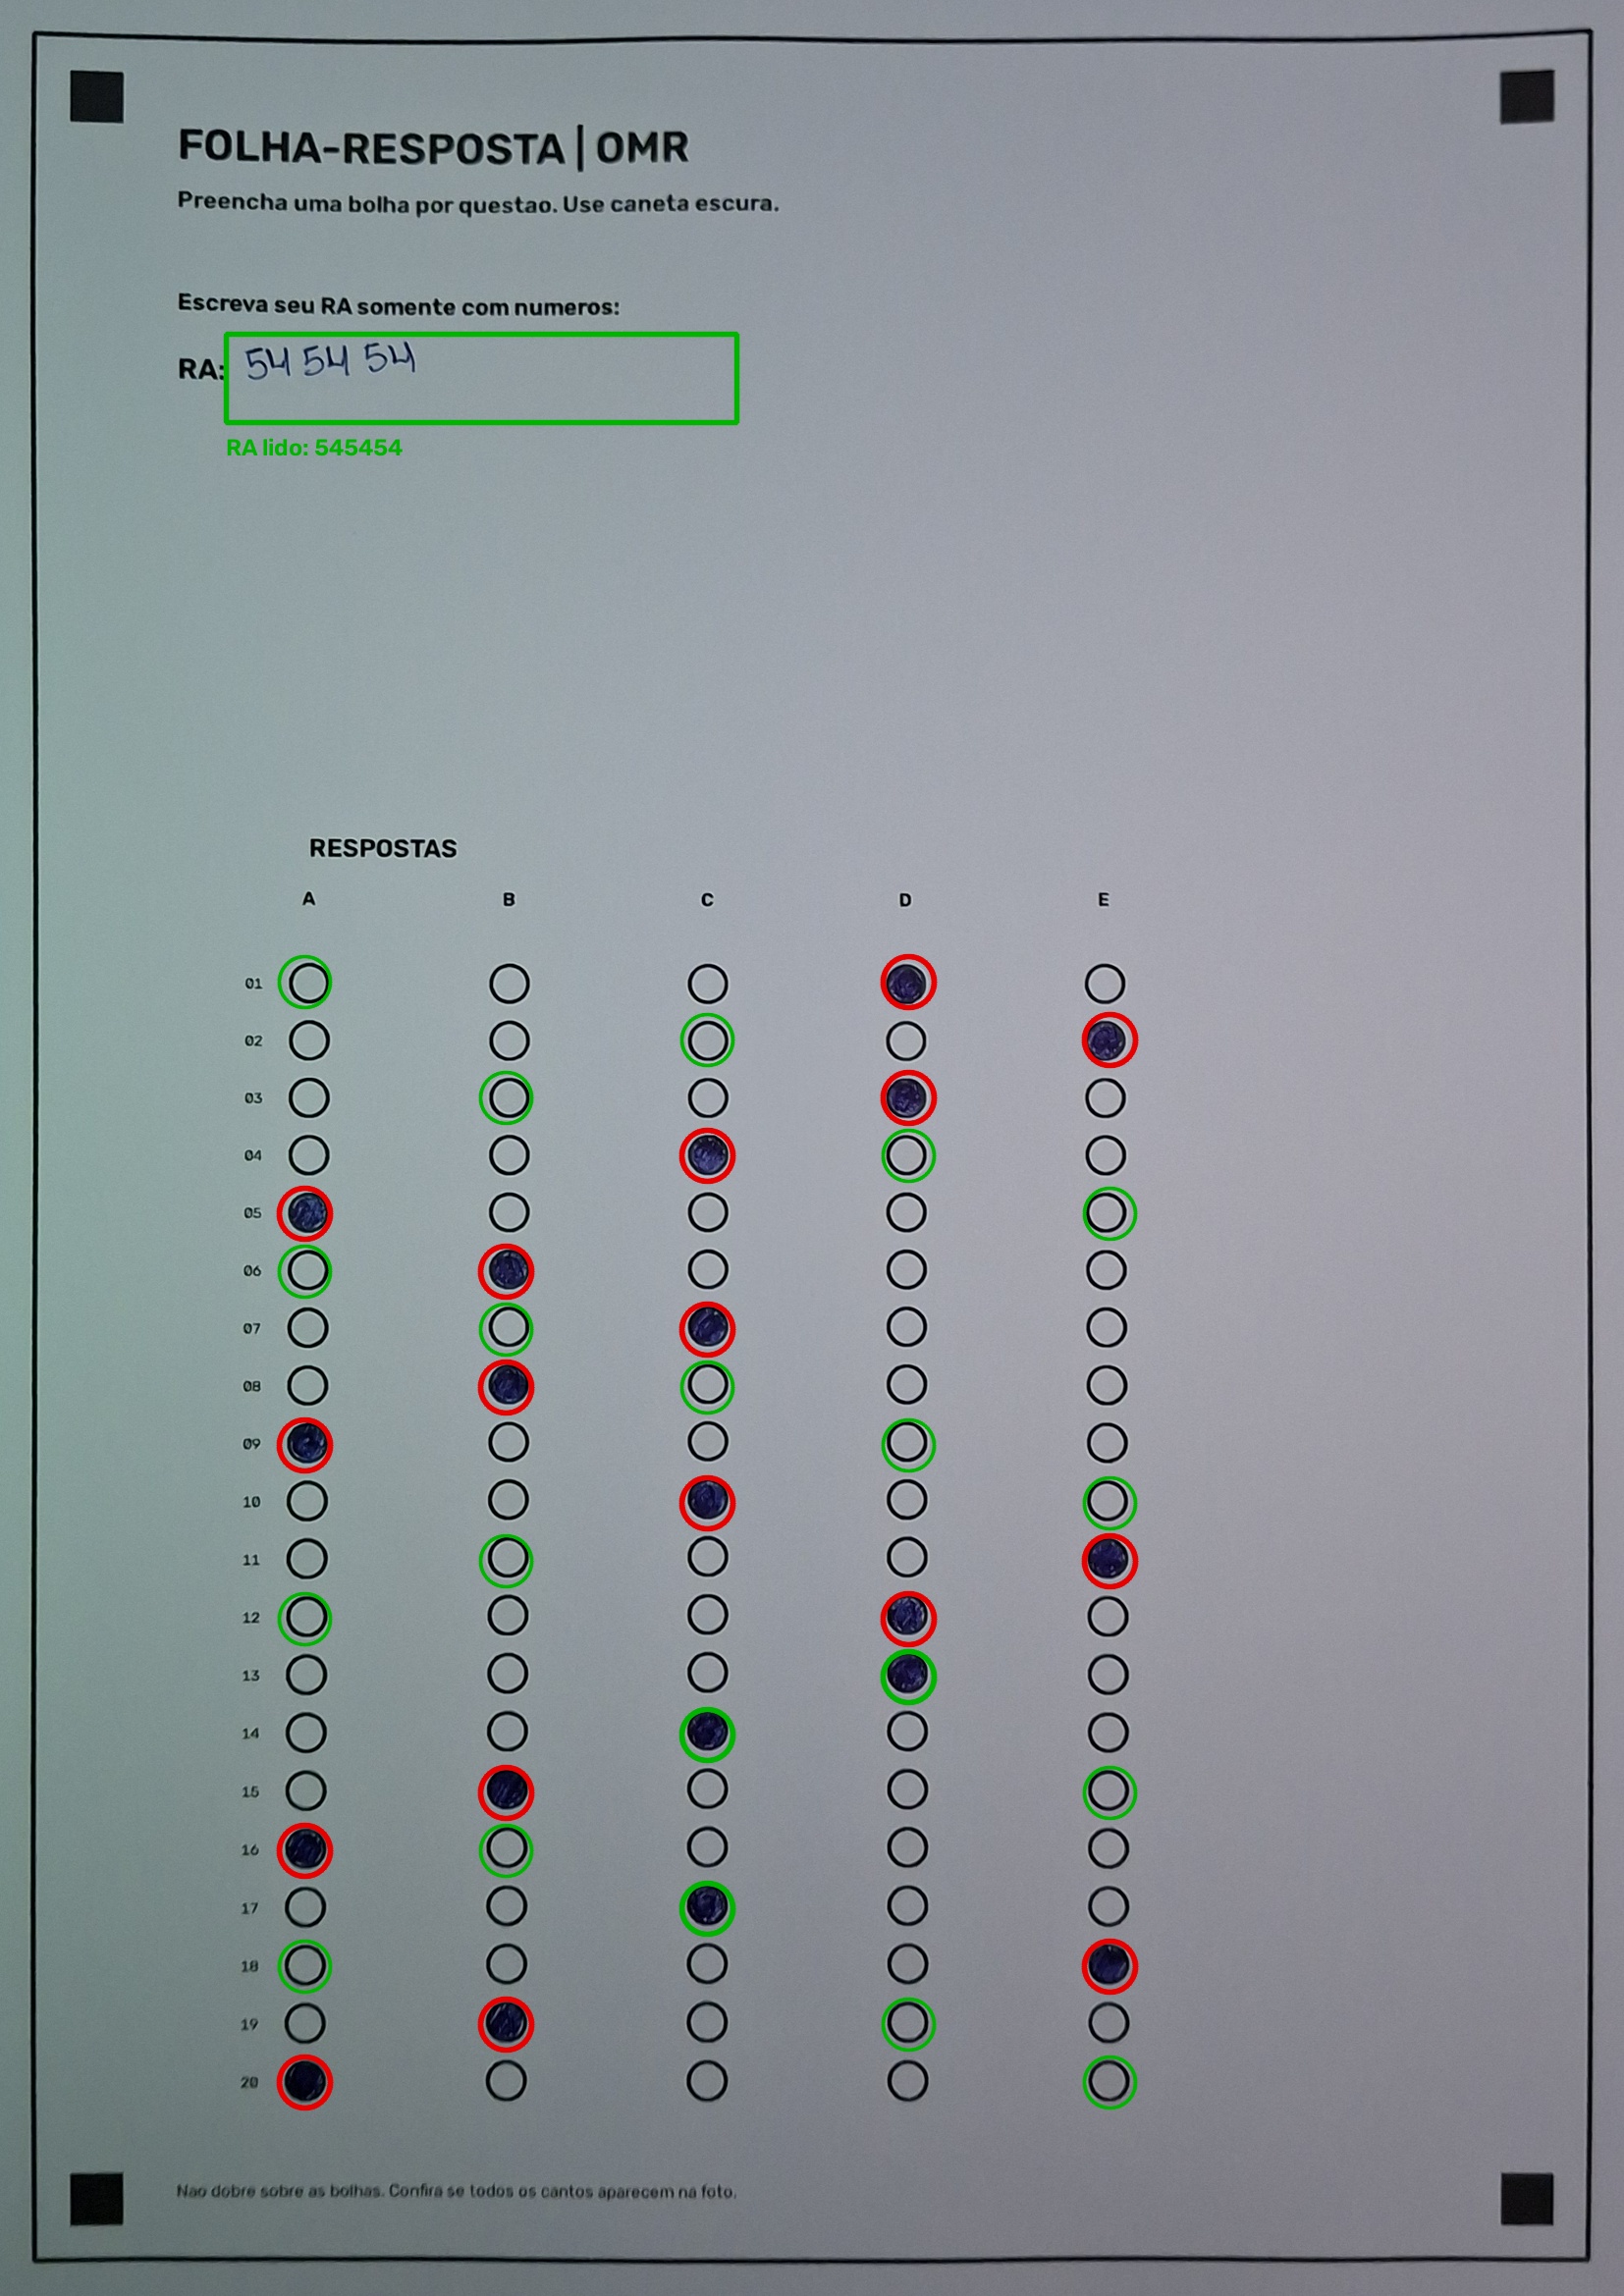 FOLHA-RESPOSTA | OMR
Preencha uma bolha por questao. Use caneta escura.
Escreva seu RA somente com numeros:
RA: 54 54 54
RA lido: 545454
RESPOSTAS
A B C D E
01
02
03
04
05
06
07
08
09
10
11
12
13
14
15
16
17
18
19
20
Nao dobre sobre as bolhas. Confira se todos os cantos aparecem na foto.